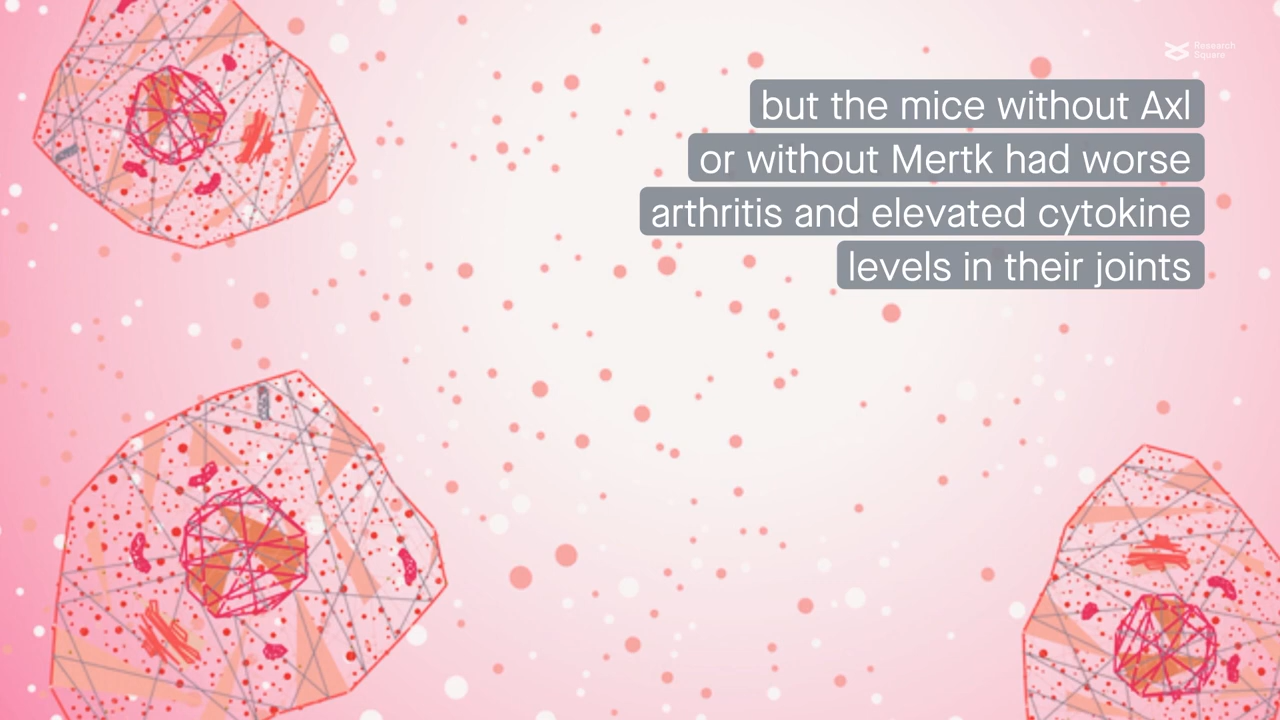 Research
Square
but the mice without Axl
or without Mertk had worse
arthritis and elevated cytokine
levels in their joints